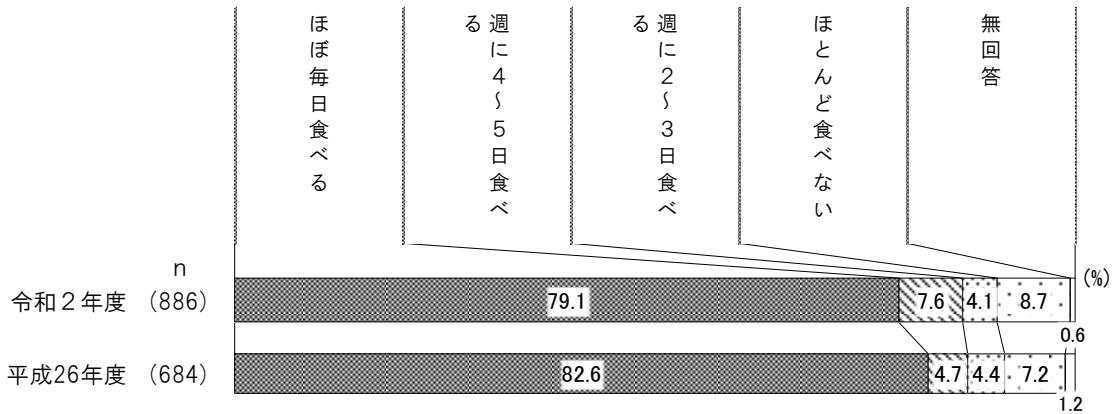 ほぼ毎日食べる
週に４～５日食べ
る
週に２～３日食べ
る
ほとんど食べない
無回答
n
(%)
令和２年度 （886） 79.1 7.6 4.1 8.7 0.6
平成26年度 （684） 82.6 4.7 4.4 7.2 1.2